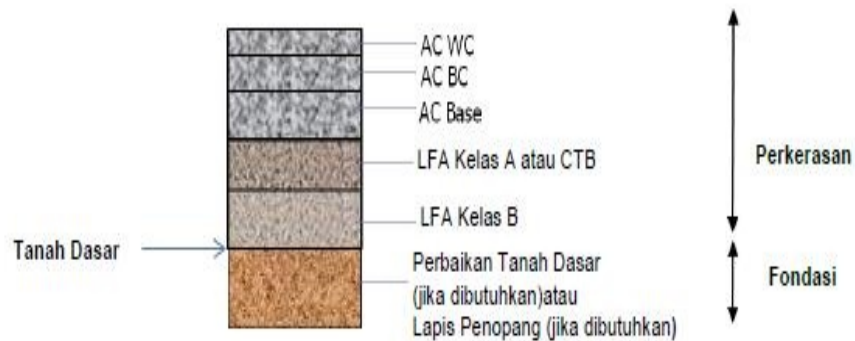 AC WC
AC BC
AC Base
LFA Kelas A atau CTB
Perkerasan
LFA Kelas B
Tanah Dasar
Perbaikan Tanah Dasar
(jika dibutuhkan)atau
Lapis Penopang (jika dibutuhkan)
Fondasi